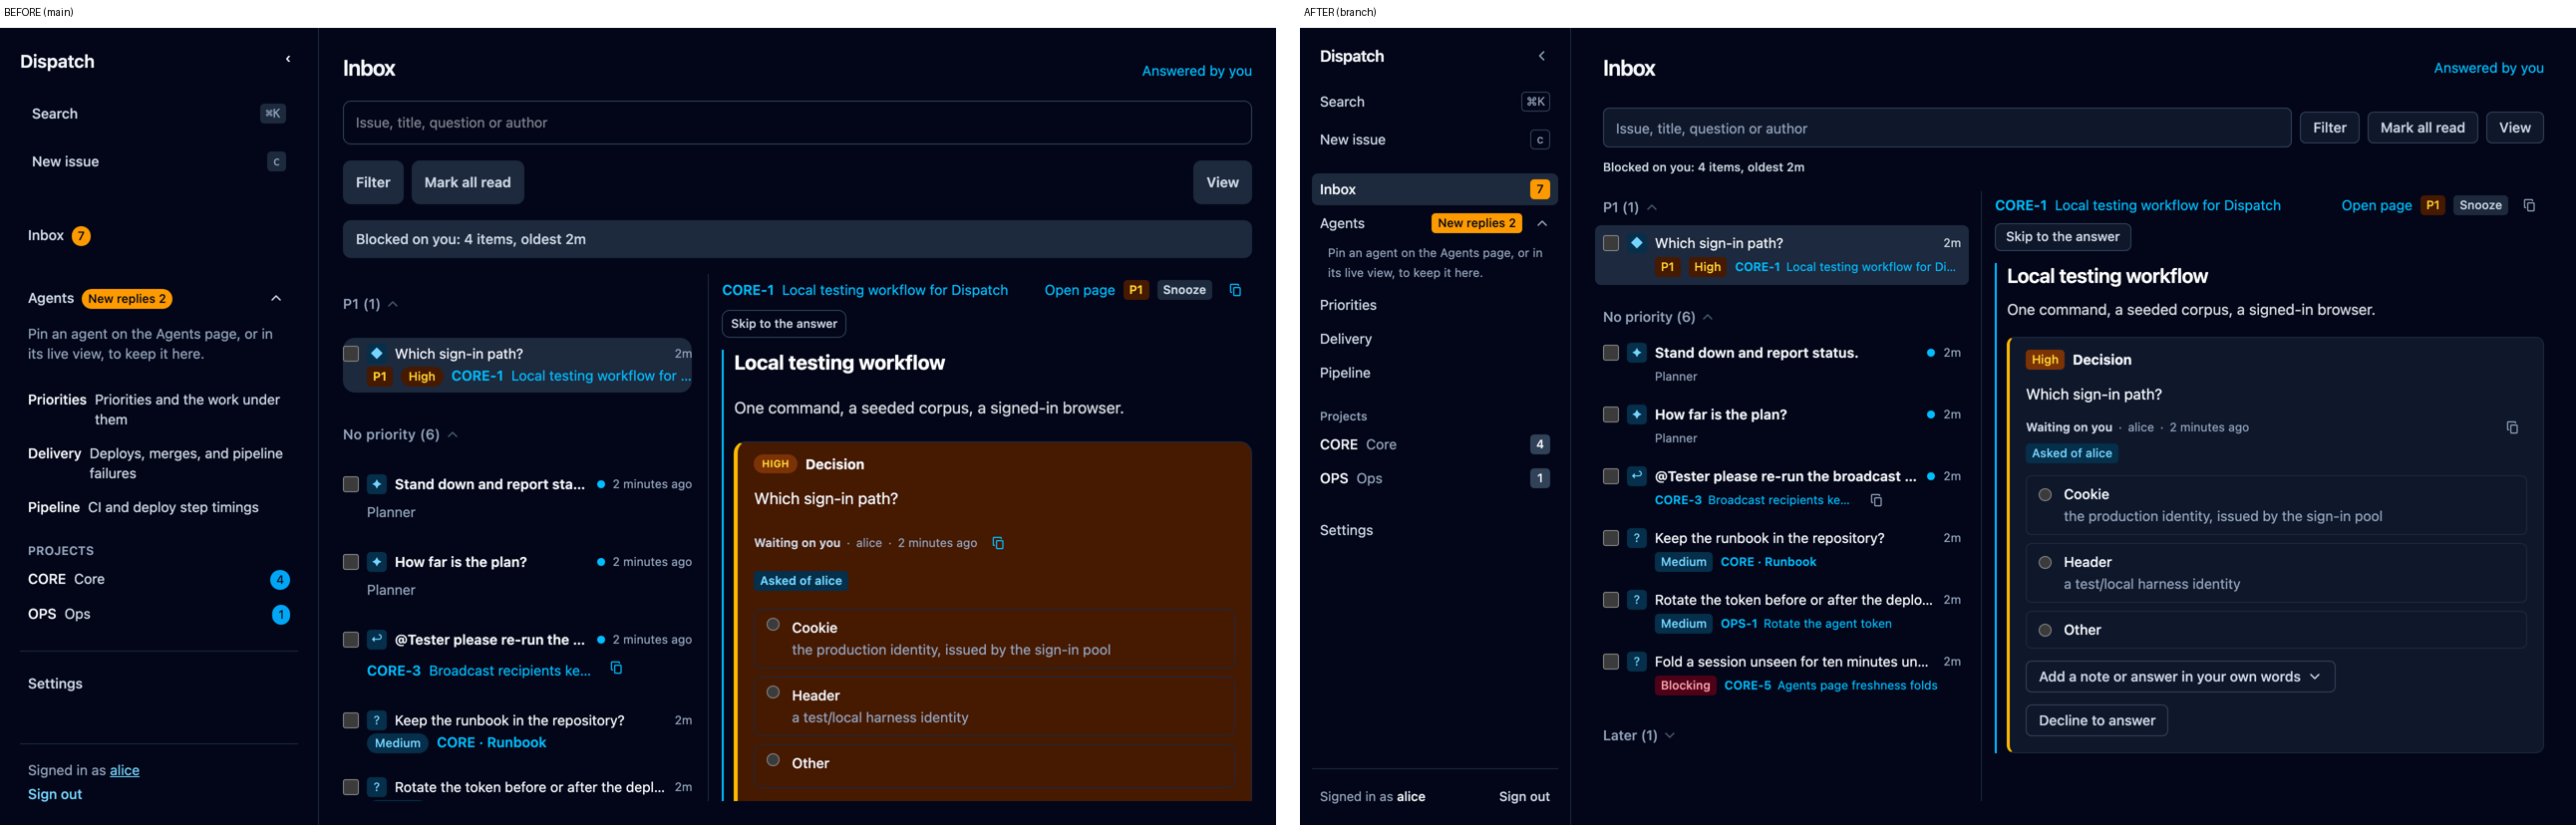 BEFORE (main)
Dispatch
Search ⌘K
New issue c
Inbox 7
Agents New replies 2
Pin an agent on the Agents page, or in
its live view, to keep it here.
Priorities Priorities and the work under
them
Delivery Deploys, merges, and pipeline
failures
Pipeline CI and deploy step timings
PROJECTS
CORE Core 4
OPS Ops 1
Settings
Signed in as alice
Sign out
Inbox
Answered by you
Issue, title, question or author
Filter Mark all read View
Blocked on you: 4 items, oldest 2m
P1 (1)
Which sign-in path? 2m
P1 High CORE-1 Local testing workflow for ...
No priority (6)
Stand down and report sta... 2 minutes ago
Planner
How far is the plan? 2 minutes ago
Planner
@Tester please re-run the ... 2 minutes ago
CORE-3 Broadcast recipients ke...
? Keep the runbook in the repository? 2m
Medium CORE · Runbook
? Rotate the token before or after the depl... 2m
CORE-1 Local testing workflow for Dispatch Open page P1 Snooze
Skip to the answer
Local testing workflow
One command, a seeded corpus, a signed-in browser.
HIGH Decision
Which sign-in path?
Waiting on you · alice · 2 minutes ago
Asked of alice
Cookie
the production identity, issued by the sign-in pool
Header
a test/local harness identity
Other
AFTER (branch)
Dispatch
Search ⌘K
New issue c
Inbox 7
Agents New replies 2
Pin an agent on the Agents page, or in
its live view, to keep it here.
Priorities
Delivery
Pipeline
Projects
CORE Core 4
OPS Ops 1
Settings
Signed in as alice Sign out
Inbox
Answered by you
Issue, title, question or author Filter Mark all read View
Blocked on you: 4 items, oldest 2m
P1 (1)
Which sign-in path? 2m
P1 High CORE-1 Local testing workflow for Di...
No priority (6)
Stand down and report status. 2m
Planner
How far is the plan? 2m
Planner
@Tester please re-run the broadcast ... 2m
CORE-3 Broadcast recipients ke...
? Keep the runbook in the repository? 2m
Medium CORE · Runbook
? Rotate the token before or after the deplo... 2m
Medium OPS-1 Rotate the agent token
? Fold a session unseen for ten minutes un... 2m
Blocking CORE-5 Agents page freshness folds
Later (1)
CORE-1 Local testing workflow for Dispatch Open page P1 Snooze
Skip to the answer
Local testing workflow
One command, a seeded corpus, a signed-in browser.
High Decision
Which sign-in path?
Waiting on you · alice · 2 minutes ago
Asked of alice
Cookie
the production identity, issued by the sign-in pool
Header
a test/local harness identity
Other
Add a note or answer in your own words
Decline to answer